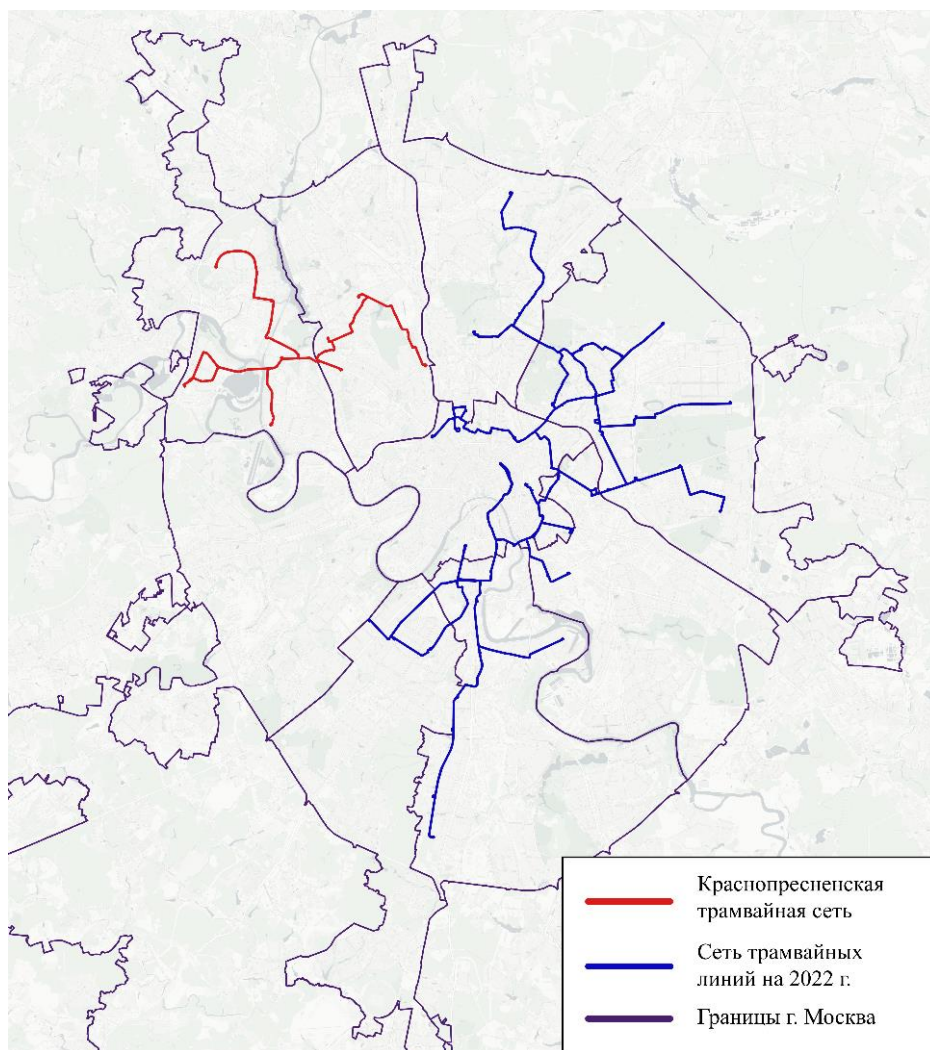 Краснопресненская
трамвайная сеть
Сеть трамвайных
линий на 2022 г.
Границы г. Москва